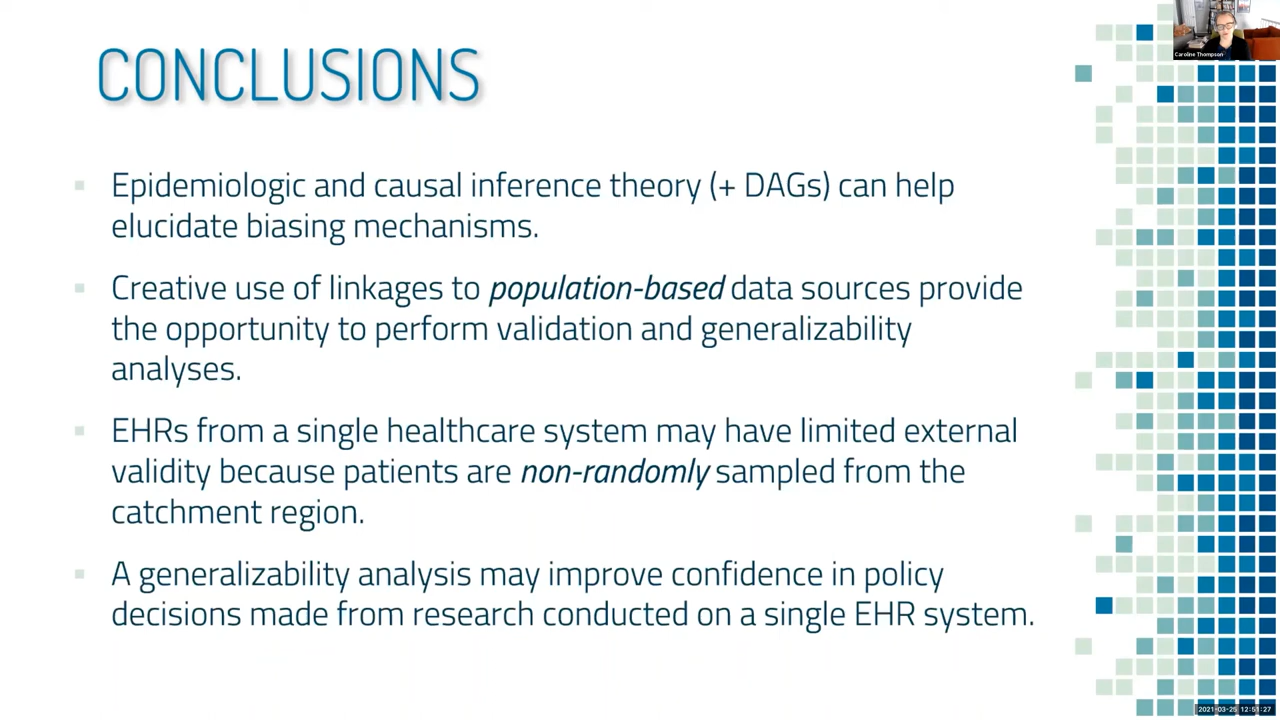 CONCLUSIONS
Caroline Thompson
Epidemiologic and causal inference theory (+ DAGs) can help
elucidate biasing mechanisms.
Creative use of linkages to population-based data sources provide
the opportunity to perform validation and generalizability
analyses.
EHRs from a single healthcare system may have limited external
validity because patients are non-randomly sampled from the
catchment region.
A generalizability analysis may improve confidence in policy
decisions made from research conducted on a single EHR system.
2021-03-25 12:51:27